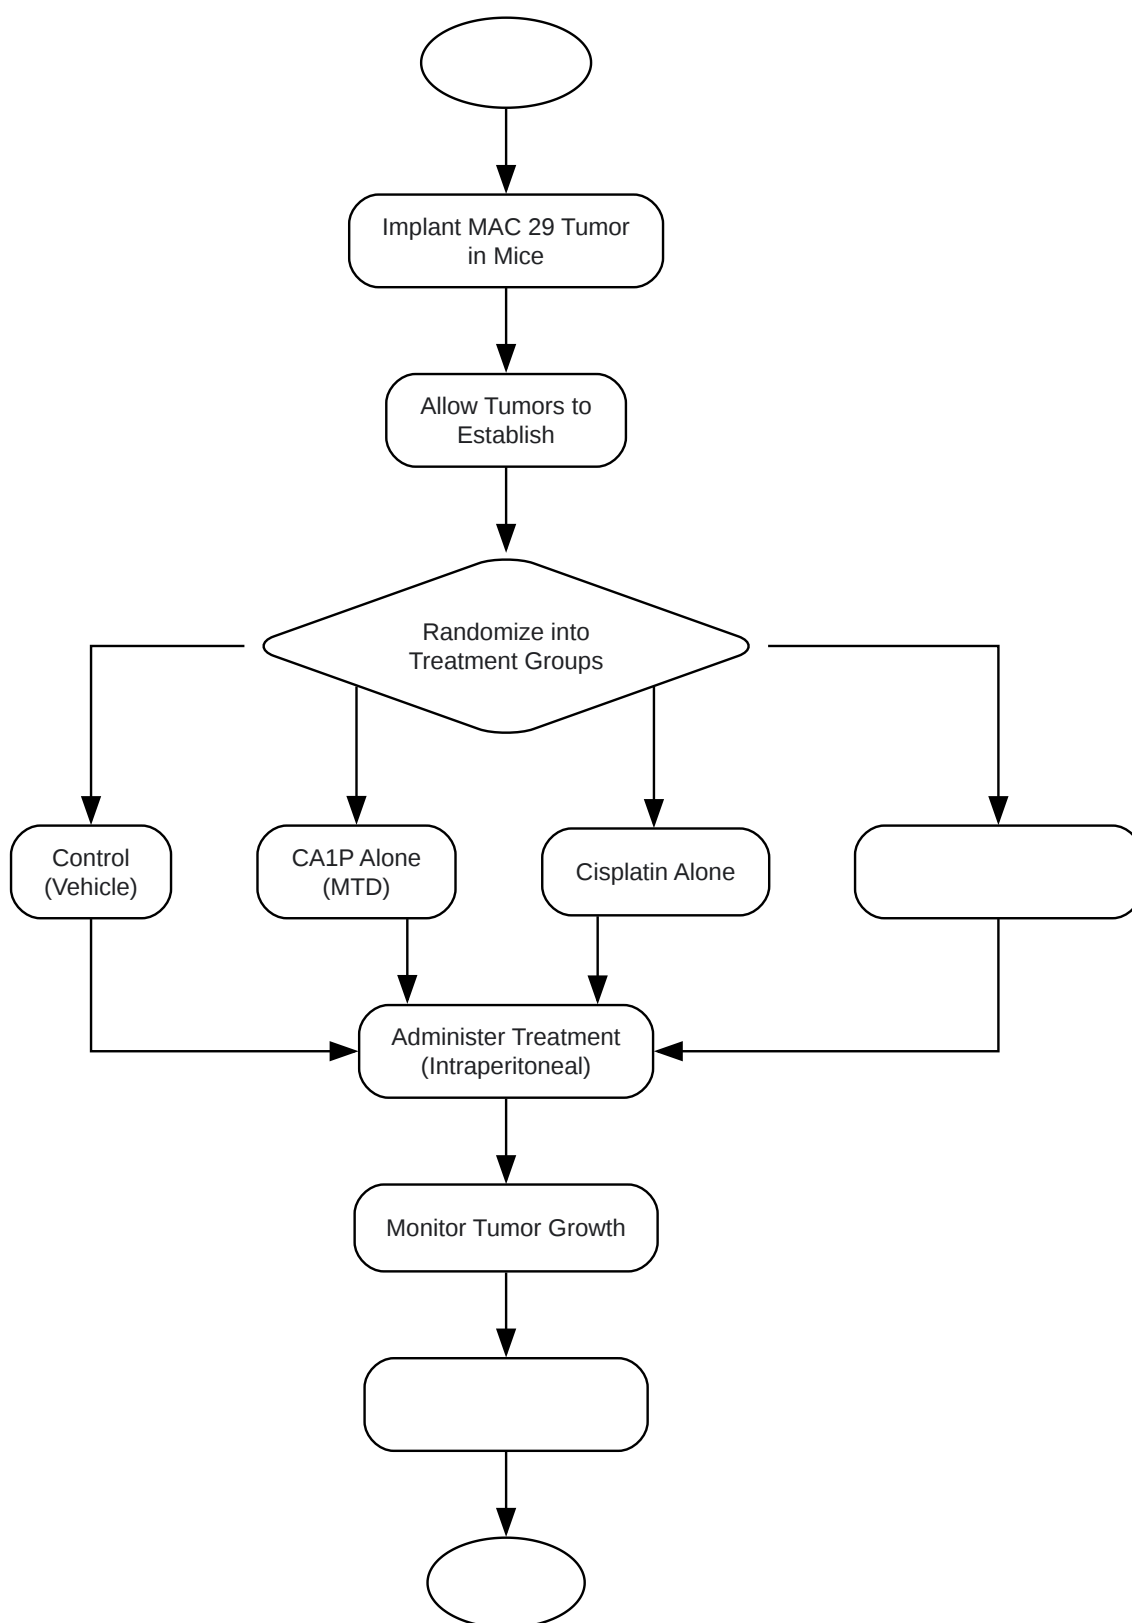 Implant MAC 29 Tumor
in Mice
Allow Tumors to
Establish
Randomize into
Treatment Groups
Control
(Vehicle)
CA1P Alone
(MTD)
Cisplatin Alone
Administer Treatment
(Intraperitoneal)
Monitor Tumor Growth